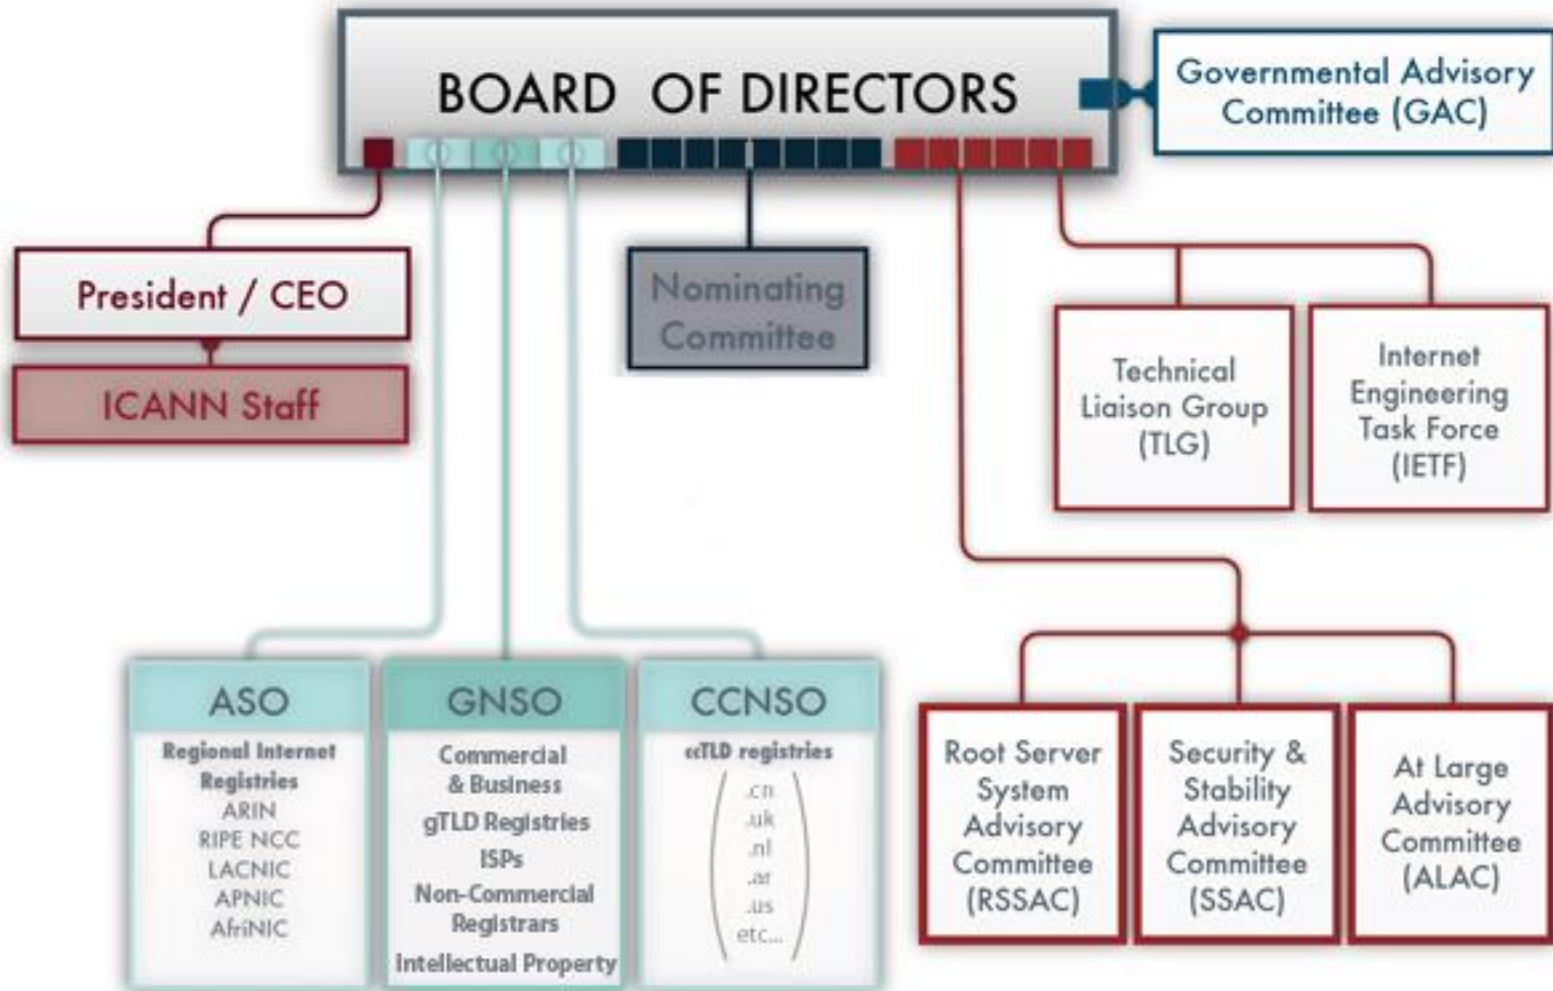 BOARD OF DIRECTORS
Governmental Advisory
Committee (GAC)
President / CEO
ICANN Staff
Nominating
Committee
Technical
Liaison Group
(TLG)
Internet
Engineering
Task Force
(IETF)
ASO
Regional Internet
Registries
ARIN
RIPE NCC
LACNIC
APNIC
AfriNIC
GNSO
Commercial
& Business
gTLD Registries
ISPs
Non-Commercial
Registrars
Intellectual Property
CCNSO
ccTLD registries
.cn
.uk
.nl
.ar
.us
etc...
Root Server
System
Advisory
Committee
(RSSAC)
Security &
Stability
Advisory
Committee
(SSAC)
At Large
Advisory
Committee
(ALAC)